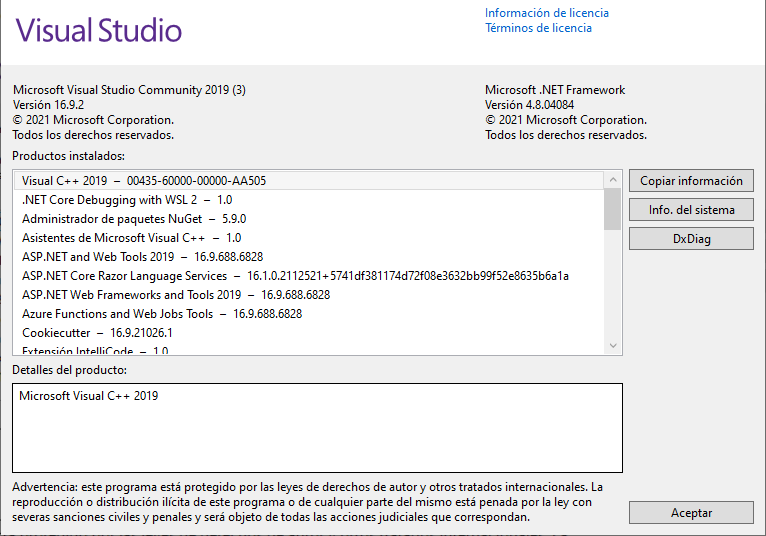 Visual Studio
Información de licencia
Términos de licencia
Microsoft Visual Studio Community 2019 (3)
Versión 16.9.2
© 2021 Microsoft Corporation.
Todos los derechos reservados.
Microsoft .NET Framework
Versión 4.8.04084
© 2021 Microsoft Corporation.
Todos los derechos reservados.
Productos instalados:
Visual C++ 2019 – 00435-60000-00000-AA505
.NET Core Debugging with WSL 2 – 1.0
Administrador de paquetes NuGet – 5.9.0
Asistentes de Microsoft Visual C++ – 1.0
ASP.NET and Web Tools 2019 – 16.9.688.6828
ASP.NET Core Razor Language Services – 16.1.0.2112521+5741df381174d72f08e3632bb99f52e8635b6a1a
ASP.NET Web Frameworks and Tools 2019 – 16.9.688.6828
Azure Functions and Web Jobs Tools – 16.9.688.6828
Cookiecutter – 16.9.21026.1
Extensión IntelliCode – 1.0
Copiar información
Info. del sistema
DxDiag
Detalles del producto:
Microsoft Visual C++ 2019
Advertencia: este programa está protegido por las leyes de derechos de autor y otros tratados internacionales. La
reproducción o distribución ilícita de este programa o de cualquier parte del mismo está penada por la ley con
severas sanciones civiles y penales y será objeto de todas las acciones judiciales que correspondan.
Aceptar